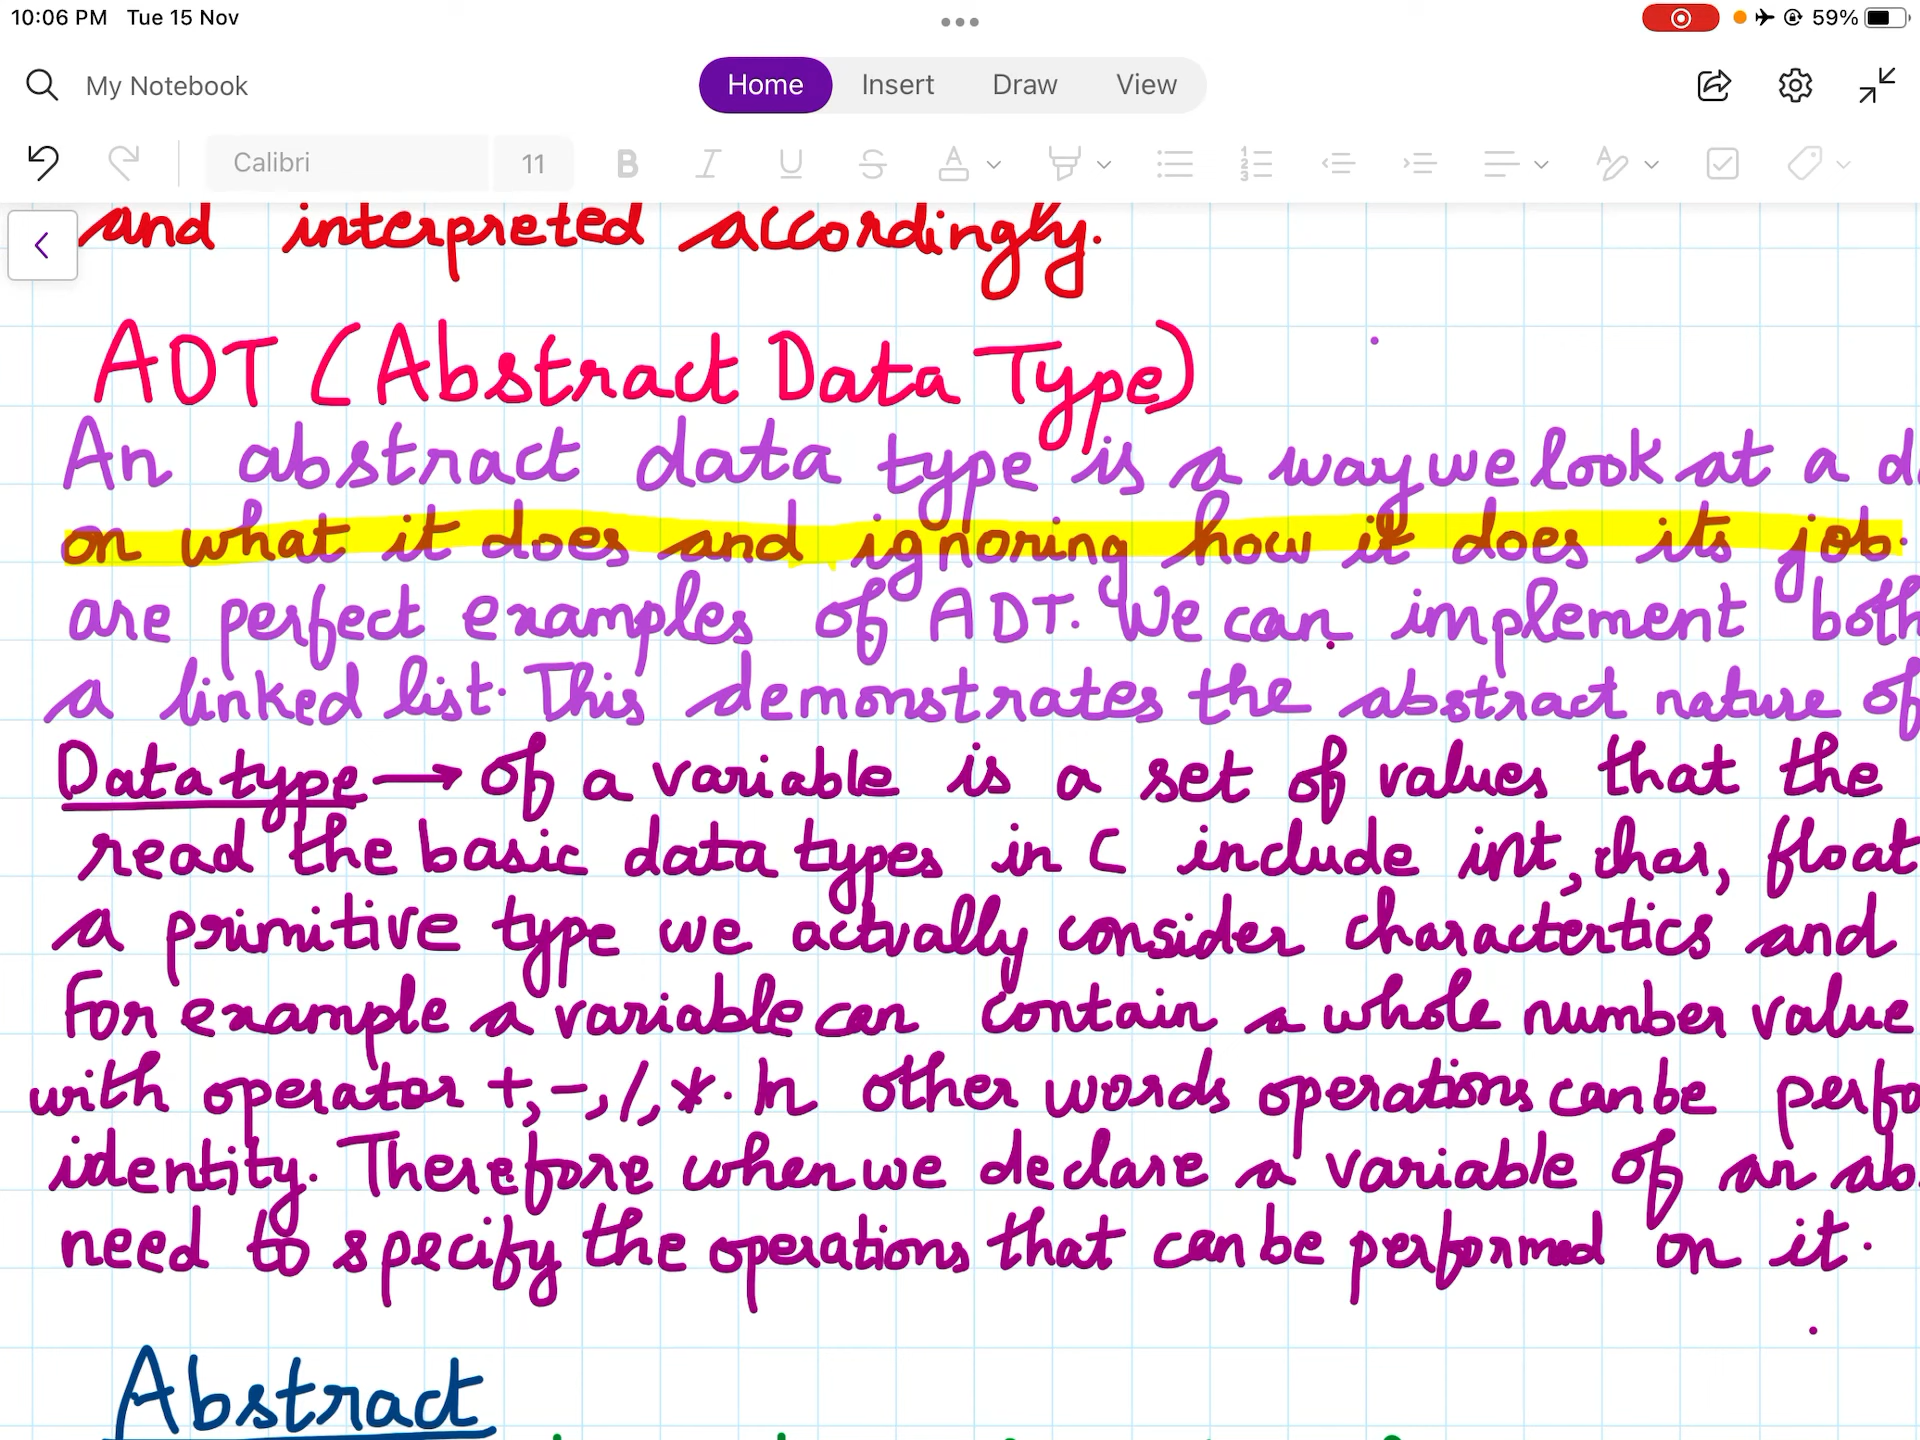 10:06 PM Tue 15 Nov 59%
My Notebook Home Insert Draw View
Calibri 11 B I U S A
and interpreted accordingly.
ADT (Abstract Data Type)
An abstract data type is a way we look at a d
on what it does and ignoring how it does its job.
are perfect examples of ADT. We can implement both
a linked list. This demonstrates the abstract nature of
Data type → of a variable is a set of values that the
read the basic data types in C include int, char, float
a primitive type we actually consider charactertics and
For example a variable can contain a whole number value
with operator +,-,/,*. In other words operations can be perfo
identity. Therefore when we declare a variable of an abs
need to specify the operations that can be performed on it.
Abstract